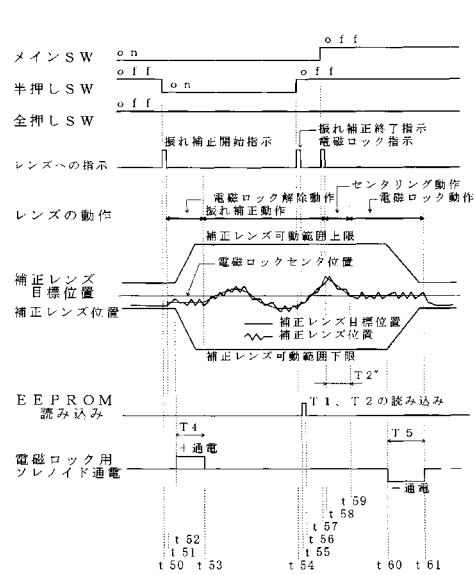 off
メインSW
on
off
off
半押しSW
on
off
全押しSW
振れ補正終了指示
振れ補正開始指示
電磁ロック指示
レンズへの指示
センタリング動作
電磁ロック解除動作
電磁ロック動作
レンズの動作
振れ補正動作
補正レンズ可動範囲上限
電磁ロックセンタ位置
補正レンズ
目標位置
補正レンズ位置
補正レンズ目標位置
補正レンズ位置
補正レンズ可動範囲下限
T2″
EEPROM
読み込み
T1、T2の読み込み
T4
T5
+通電
電磁ロック用
ソレノイド通電
−通電
t59
t58
t57
t52
t56
t51
t55
t50 t53
t54
t60 t61